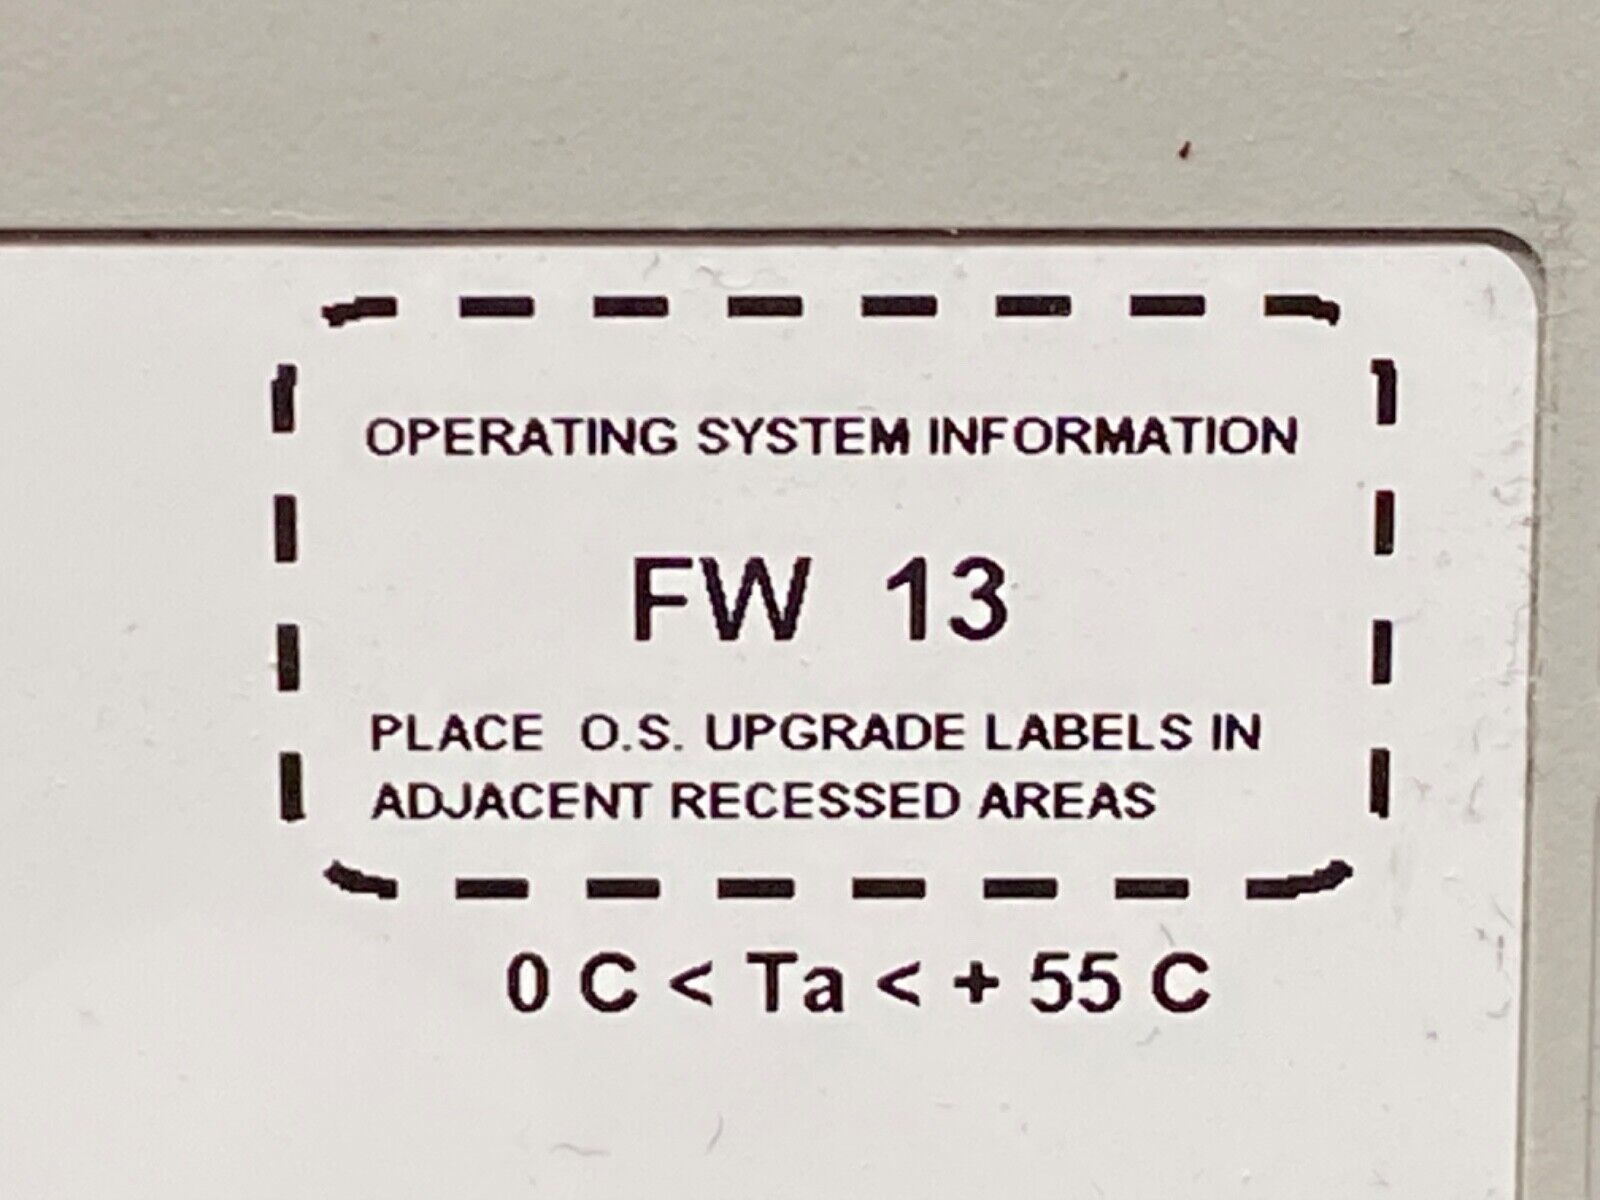 OPERATING SYSTEM INFORMATION
FW 13
PLACE O.S. UPGRADE LABELS IN
ADJACENT RECESSED AREAS
0 C < Ta < + 55 C